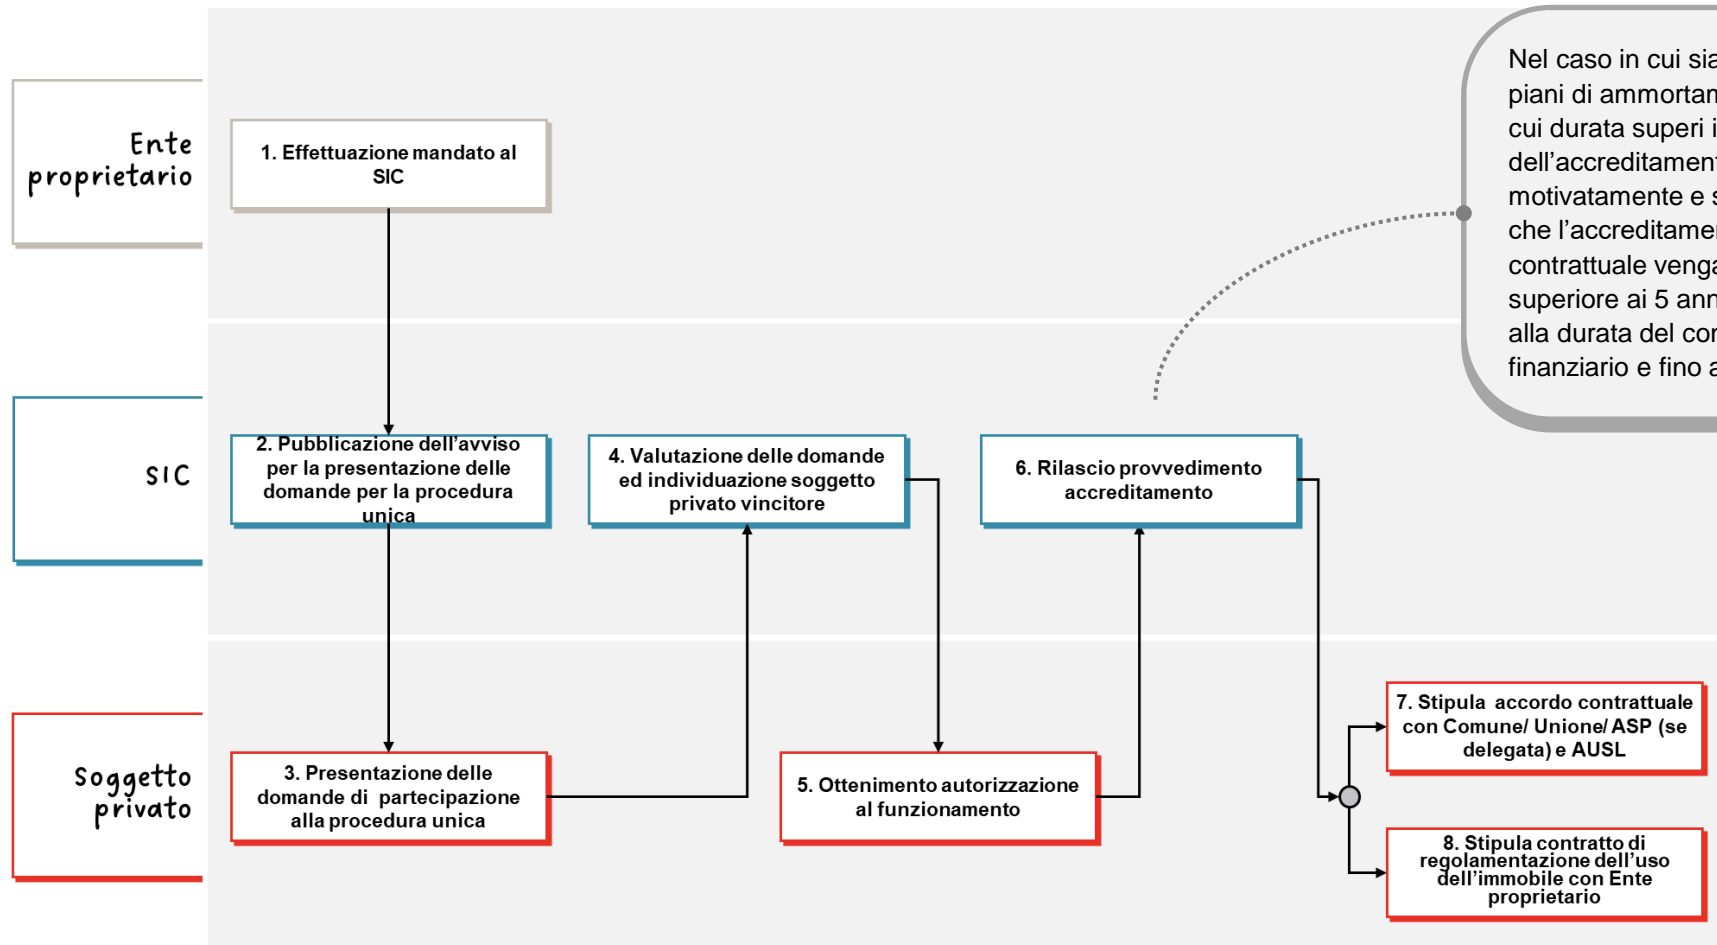 Ente
proprietario
1. Effettuazione mandato al
SIC
Nel caso in cui sia
piani di ammortam
cui durata superi i
dell’accreditament
motivatamente e s
che l’accreditamen
contrattuale venga
superiore ai 5 ann
alla durata del con
finanziario e fino a
SIC
2. Pubblicazione dell’avviso
per la presentazione delle
domande per la procedura
unica
4. Valutazione delle domande
ed individuazione soggetto
privato vincitore
6. Rilascio provvedimento
accreditamento
Soggetto
privato
3. Presentazione delle
domande di partecipazione
alla procedura unica
5. Ottenimento autorizzazione
al funzionamento
7. Stipula accordo contrattuale
con Comune/ Unione/ ASP (se
delegata) e AUSL
8. Stipula contratto di
regolamentazione dell’uso
dell’immobile con Ente
proprietario